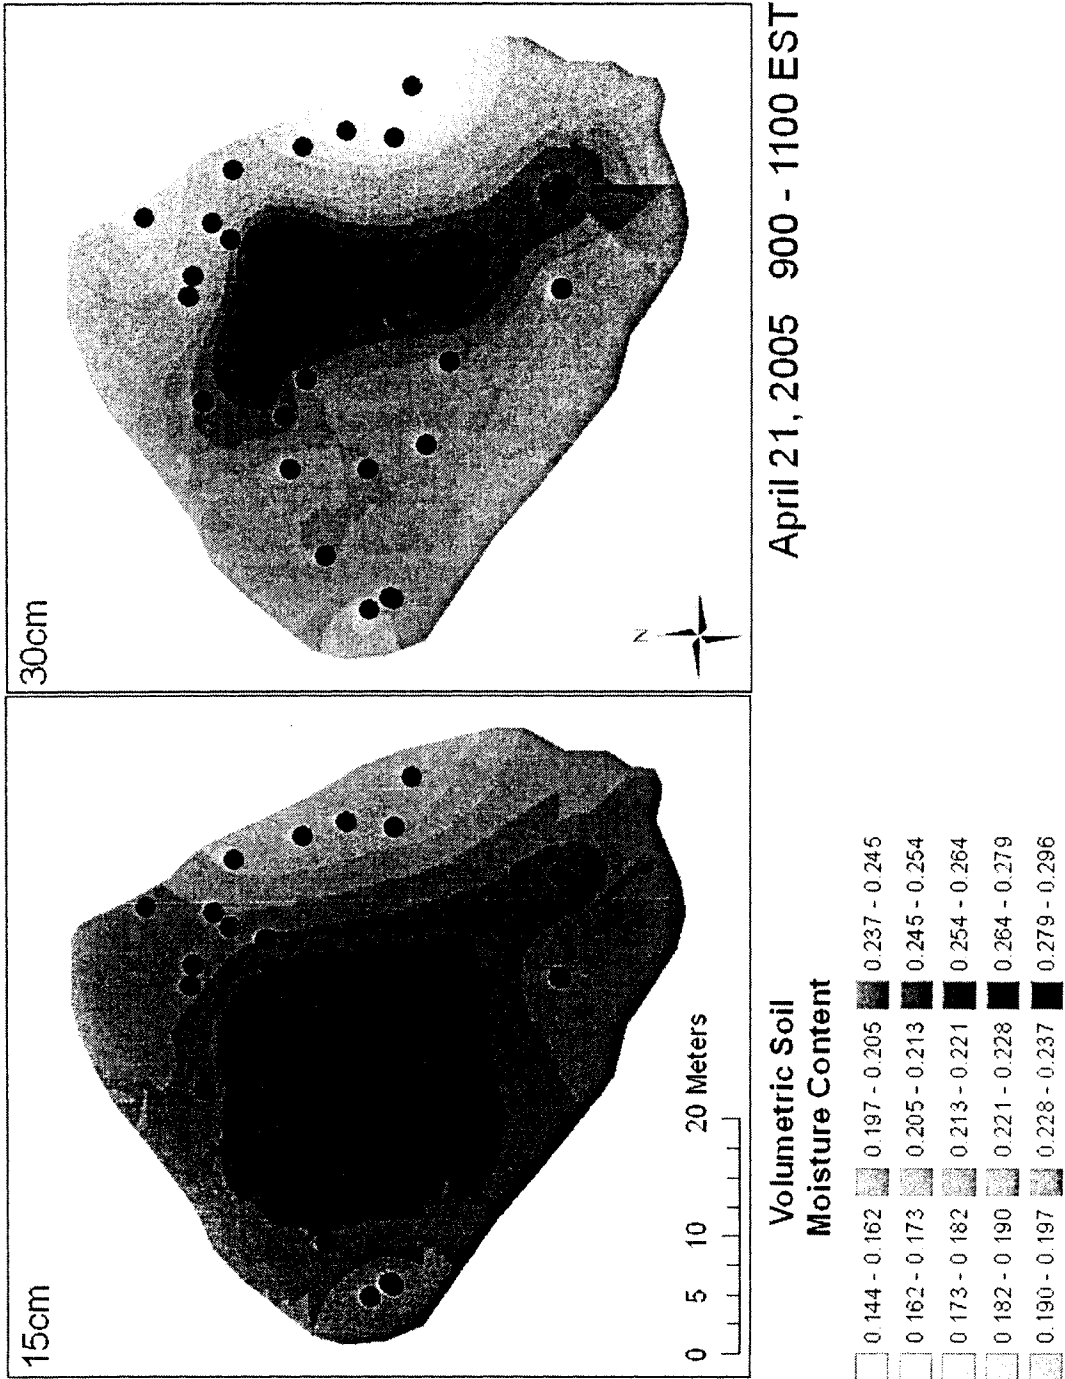 15cm
30cm
N
0 5 10 20 Meters
April 21, 2005 900 - 1100 EST
Volumetric Soil
Moisture Content
0.144 - 0.162 0.197 - 0.205 0.237 - 0.245
0.162 - 0.173 0.205 - 0.213 0.245 - 0.254
0.173 - 0.182 0.213 - 0.221 0.254 - 0.264
0.182 - 0.190 0.221 - 0.228 0.264 - 0.279
0.190 - 0.197 0.228 - 0.237 0.279 - 0.296